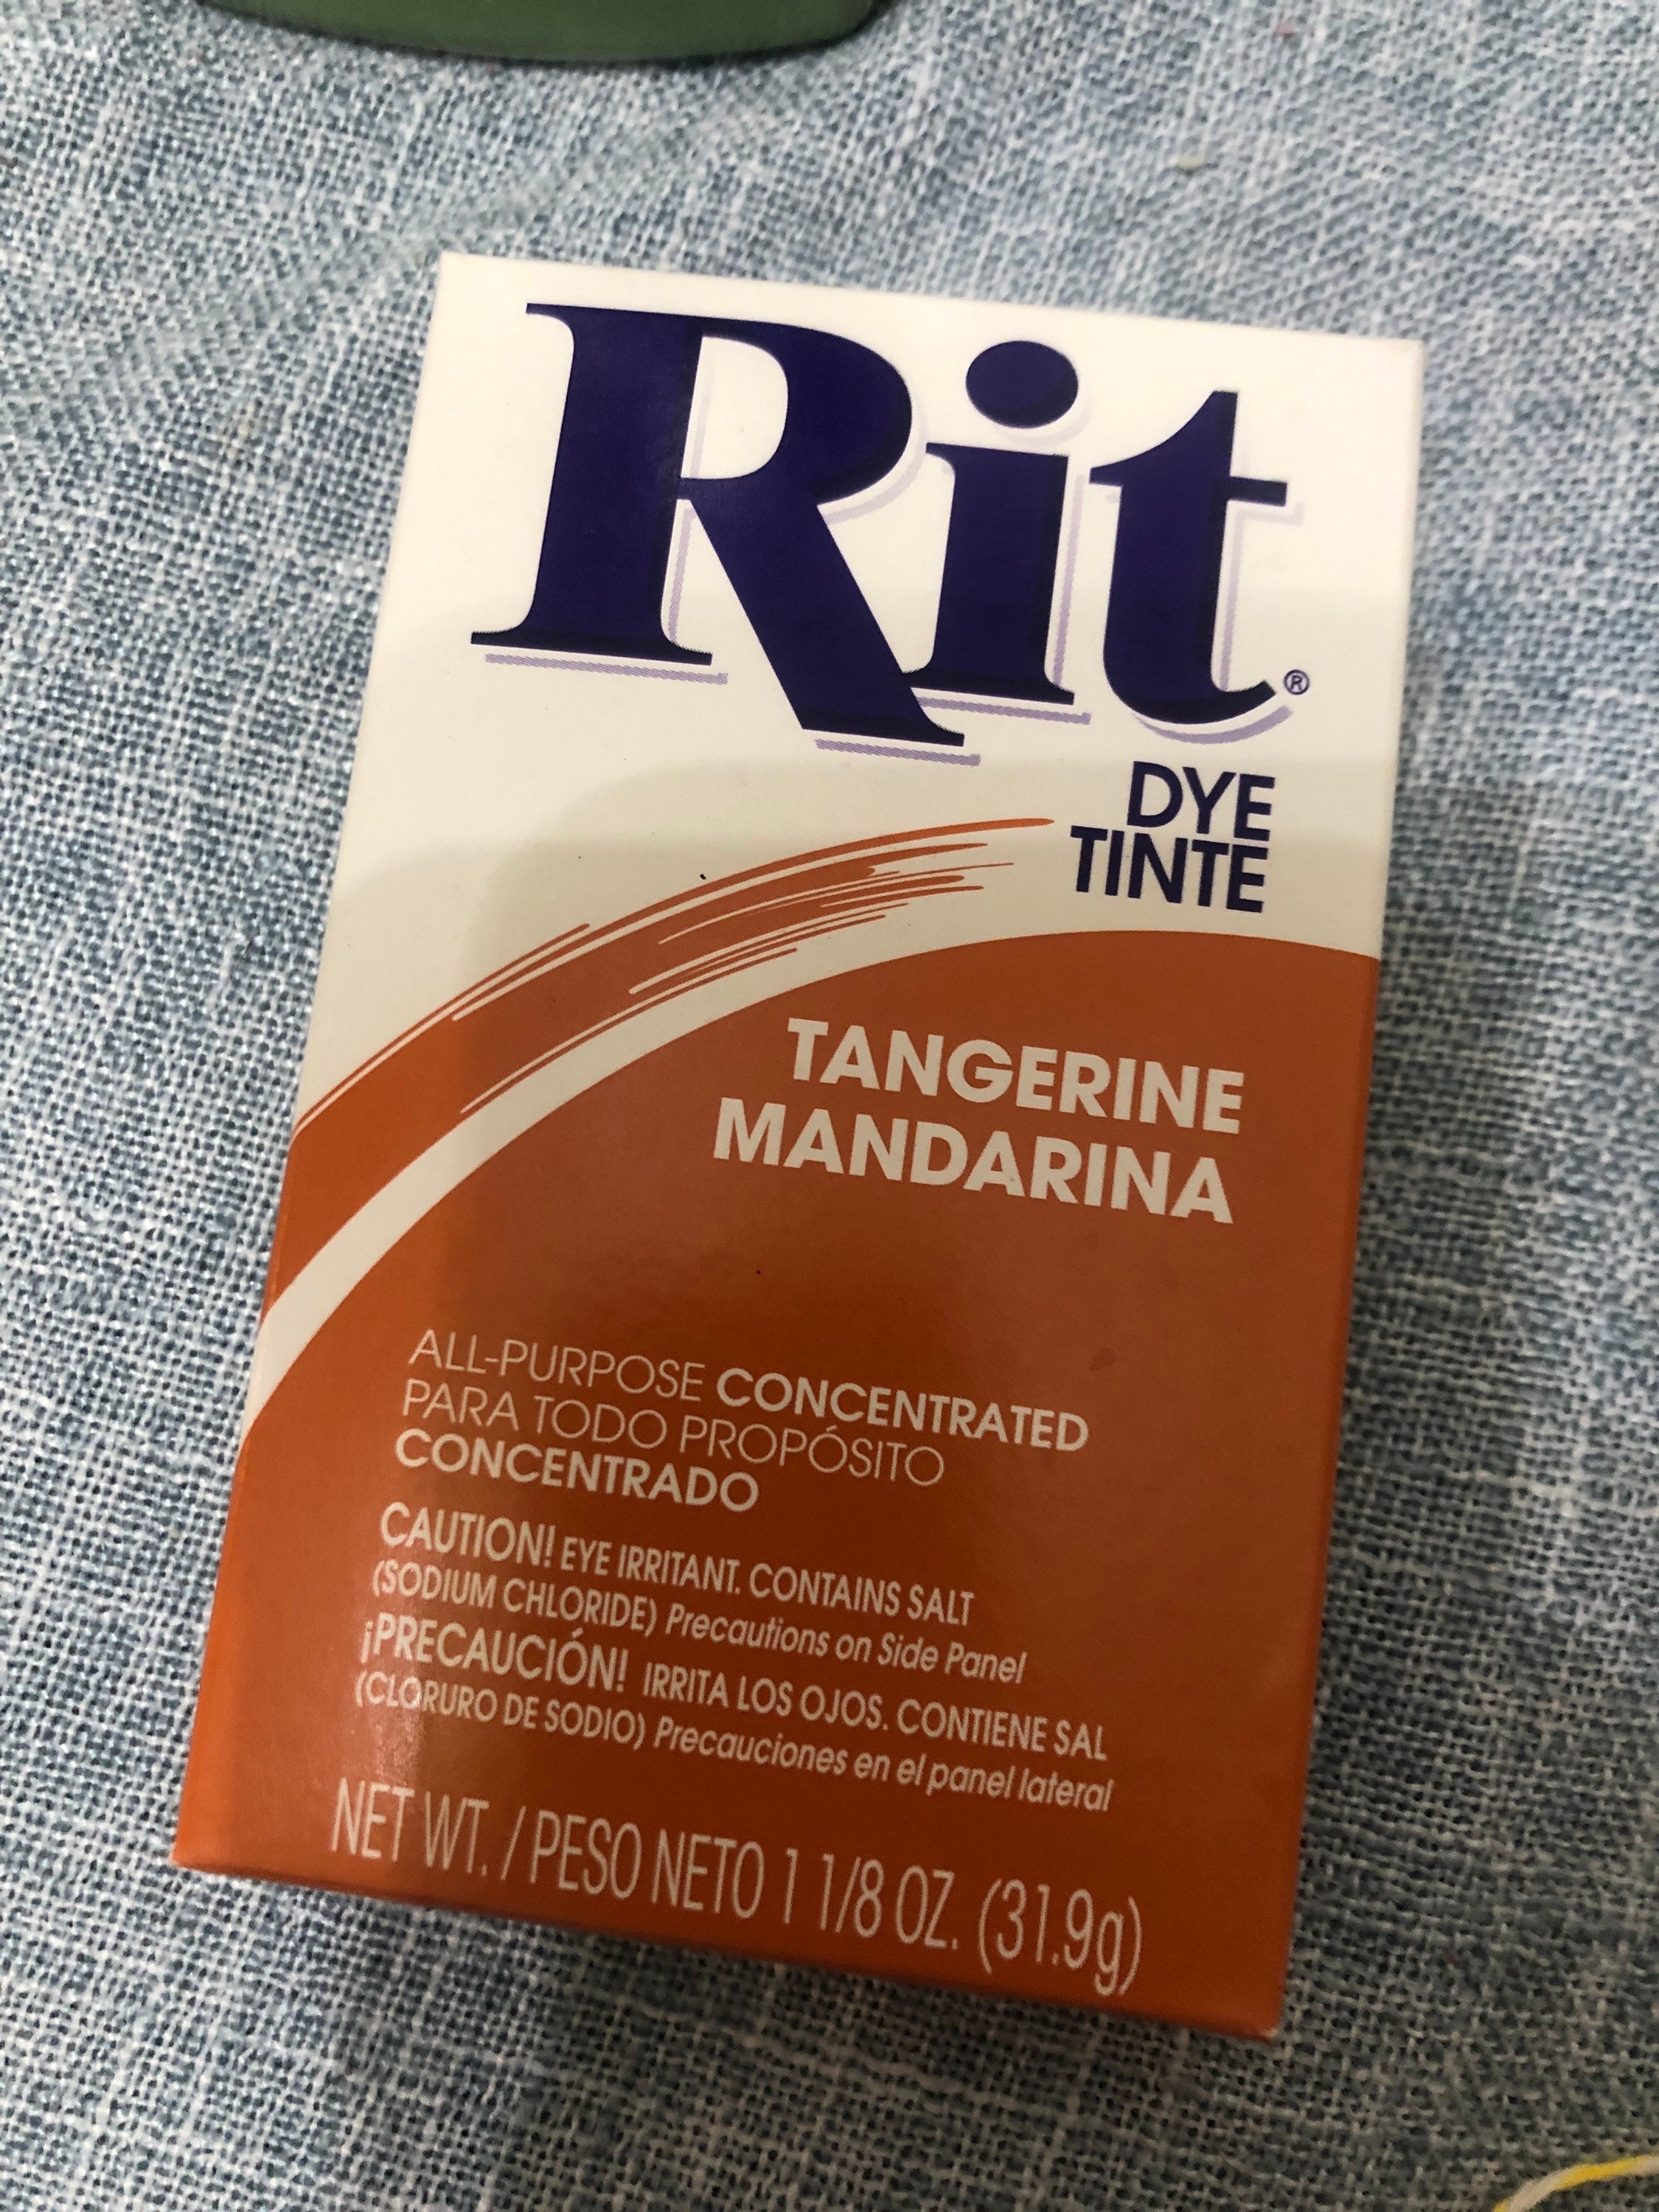 Rit®
DYE
TINTE
TANGERINE
MANDARINA
ALL-PURPOSE CONCENTRATED
PARA TODO PROPÓSITO
CONCENTRADO
CAUTION! EYE IRRITANT. CONTAINS SALT
(SODIUM CHLORIDE) Precautions on Side Panel
¡PRECAUCIÓN! IRRITA LOS OJOS. CONTIENE SAL
(CLORURO DE SODIO) Precauciones en el panel lateral
NET WT. / PESO NETO 1 1/8 OZ. (31.9g)